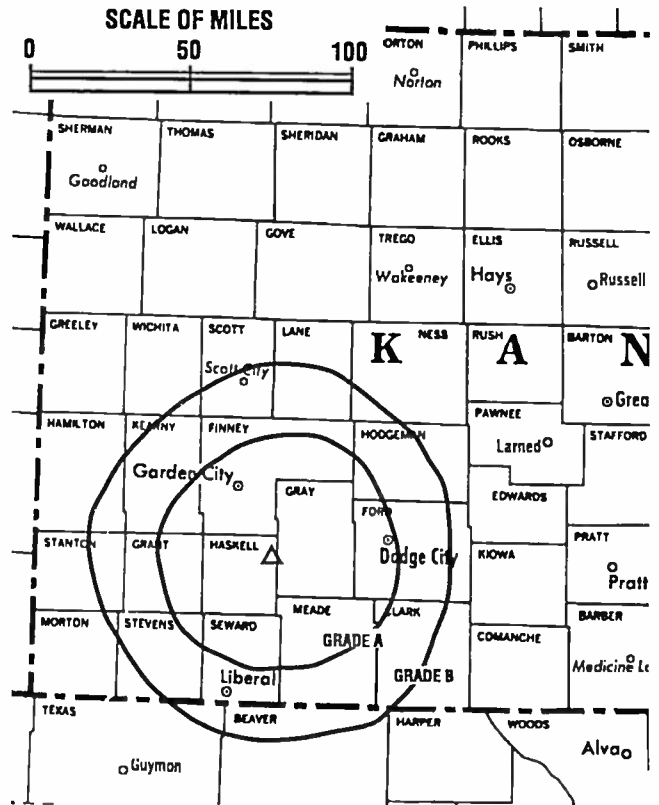 SCALE OF MILES
0 50 100
ORTON PHILLIPS SMITH
Norton
SHERMAN THOMAS SHERIDAN GRAHAM ROOKS OSBORNE
Goodland
WALLACE LOGAN GOVE TREGO ELLIS RUSSELL
Wakeeney Hays Russell
GREELEY WICHITA SCOTT LANE K NESS RUSH A BARTON N
Scott City
Grea
HAMILTON KEARNY FINNEY HODGEMAN PAWNEE STAFFORD
Larned
Garden City
GRAY EDWARDS
FORD
STANTON GRANT HASKELL Dodge City KIOWA PRATT
Pratt
MORTON STEVENS SEWARD MEADE CLARK COMANCHE BARBER
GRADE A
Medicine Lo
Liberal GRADE B
TEXAS BEAVER HARPER WOODS
Guymon Alva